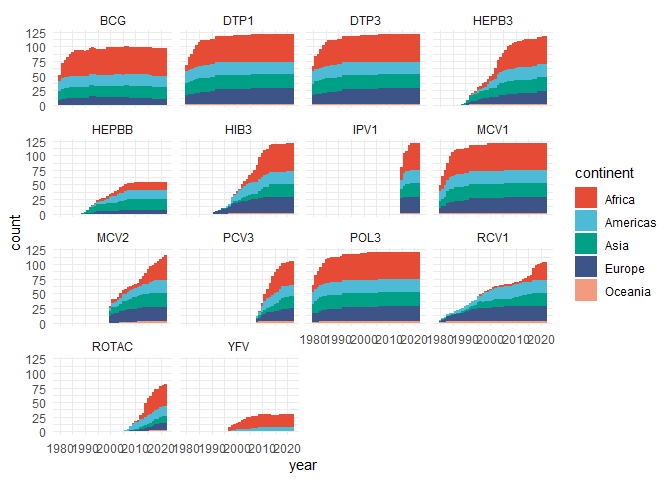 BCG DTP1 DTP3 HEPB3
125
100
75
50
25
0
HEPBB HIB3 IPV1 MCV1
125
100
75
50
25
0
MCV2 PCV3 POL3 RCV1
125
100
75
50
25
0
1980 1990 2000 2010 2020 1980 1990 2000 2010 2020
ROTAC YFV
125
100
75
50
25
0
1980 1990 2000 2010 2020 1980 1990 2000 2010 2020
year
count
continent
Africa
Americas
Asia
Europe
Oceania